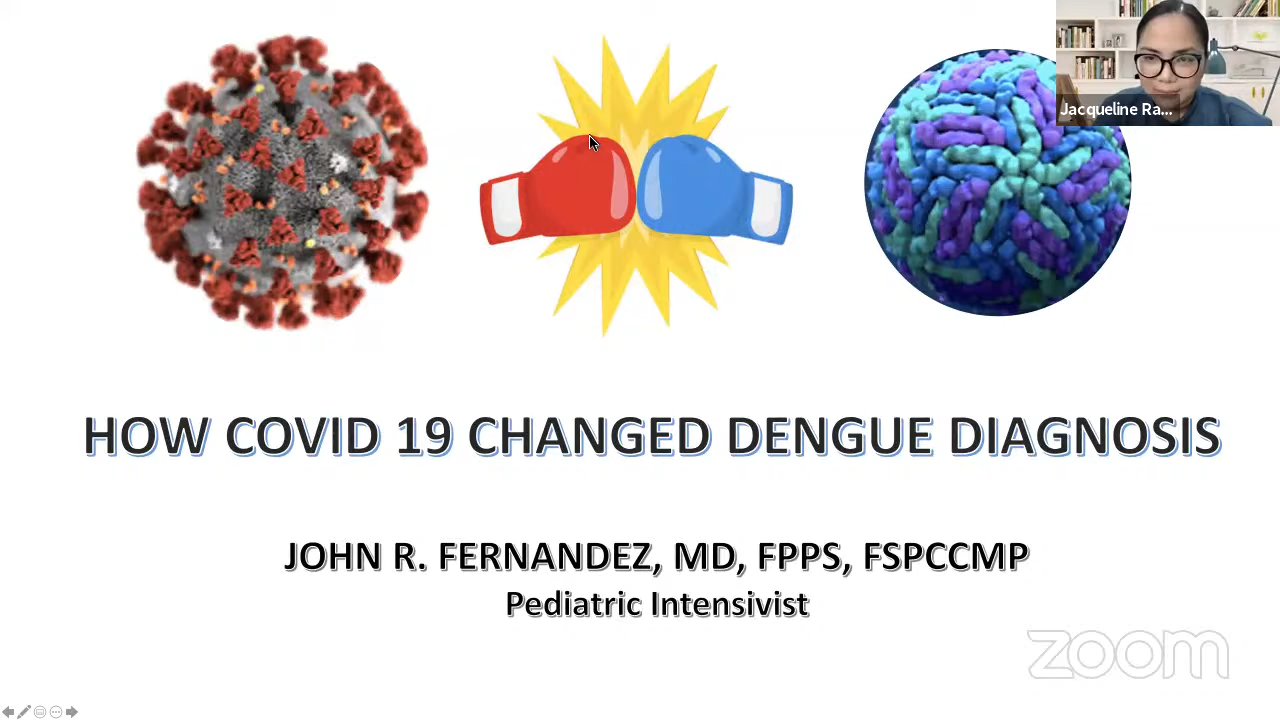 Jacqueline Ra...
HOW COVID 19 CHANGED DENGUE DIAGNOSIS
JOHN R. FERNANDEZ, MD, FPPS, FSPCCMP
Pediatric Intensivist
zoom